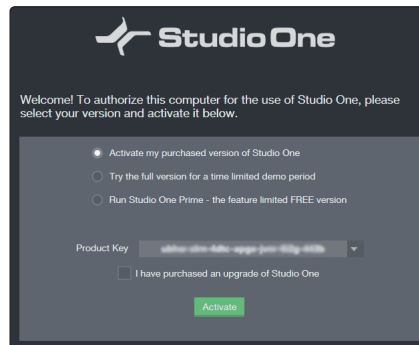 Studio One
Welcome! To authorize this computer for the use of Studio One, please
select your version and activate it below.
Activate my purchased version of Studio One
Try the full version for a time limited demo period
Run Studio One Prime - the feature limited FREE version
Product Key
I have purchased an upgrade of Studio One
Activate